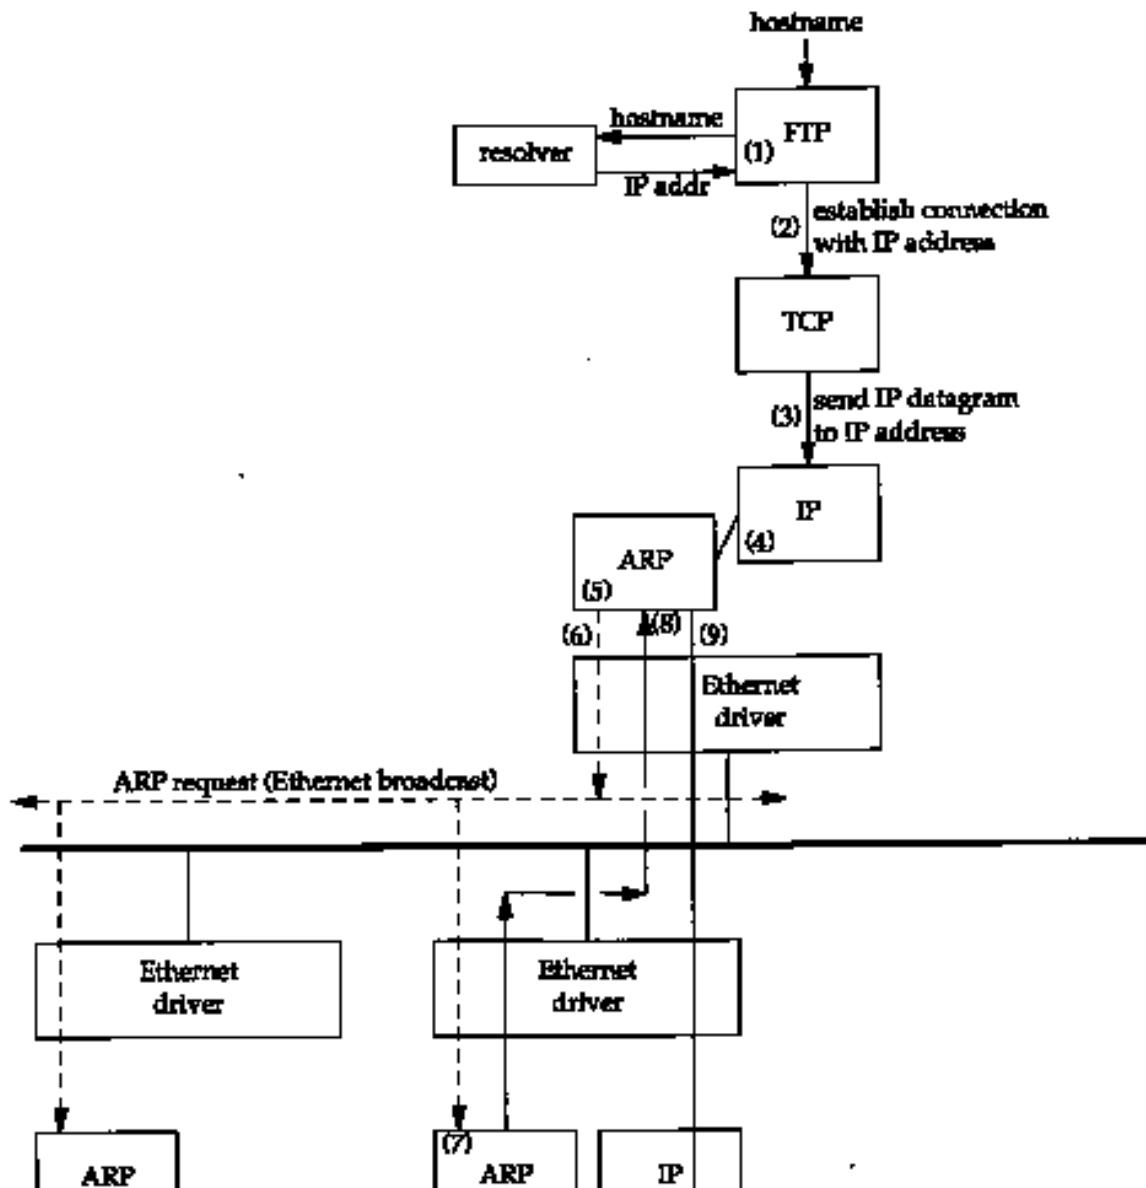 hostname
hostname
FTP
resolver
(1)
IP addr
establish connection
(2)
with IP address
TCP
send IP datagram
(3)
to IP address
IP
(4)
ARP
(5)
(6)
(8)
(9)
Ethernet
driver
ARP request (Ethernet broadcast)
Ethernet
driver
Ethernet
driver
(7)
ARP
ARP
IP